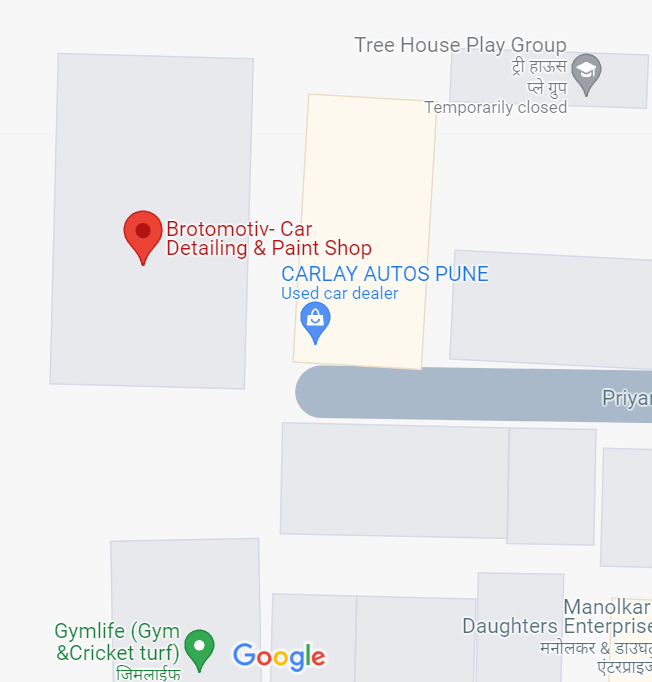 Tree House Play Group
ट्री हाऊस
प्ले ग्रुप
Temporarily closed
Brotomotiv- Car
Detailing & Paint Shop
CARLAY AUTOS PUNE
Used car dealer
Priya
Manolkar
Daughters Enterprise
मनोलकर & डाउघ
एंटरप्राइज
Gymlife (Gym
&Cricket turf)
जिमलाईफ
Google